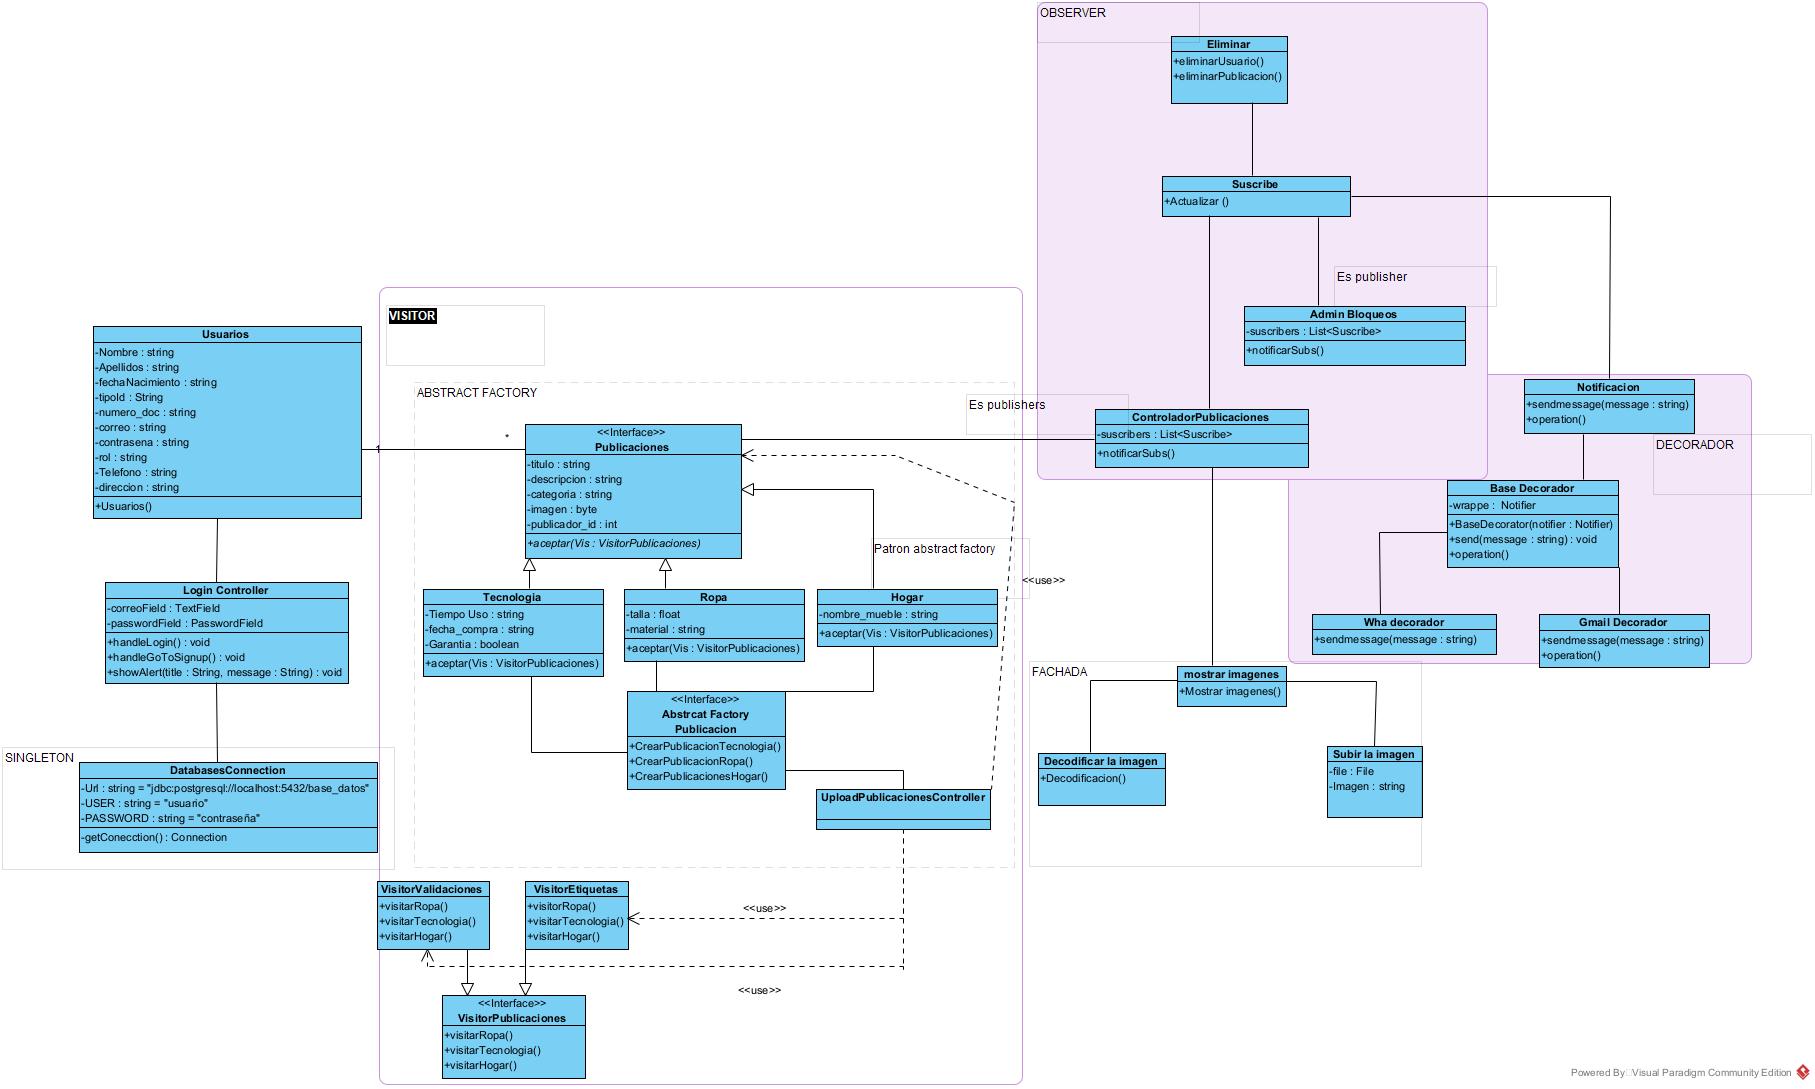 OBSERVER
Eliminar
+eliminarUsuario()
+eliminarPublicacion()
Suscribe
+Actualizar ()
Es publisher
Admin Bloqueos
-suscribers : List<Suscribe>
+notificarSubs()
Es publishers
ControladorPublicaciones
-suscribers : List<Suscribe>
+notificarSubs()
Notificacion
+sendmessage(message : string)
+operation()
DECORADOR
Base Decorador
-wrappe :  Notifier
+BaseDecorator(notifier : Notifier)
+send(message : string) : void
+operation()
Wha decorador
+sendmessage(message : string)
Gmail Decorador
+sendmessage(message : string)
+operation()
FACHADA
mostrar imagenes
+Mostrar imagenes()
Decodificar la imagen
+Decodificacion()
Subir la imagen
-file : File
-Imagen : string
VISITOR
ABSTRACT FACTORY
Usuarios
-Nombre : string
-Apellidos : string
-fechaNacimiento : string
-tipoId : String
-numero_doc : string
-correo : string
-contrasena : string
-rol : string
-Telefono : string
-direccion : string
+Usuarios()
1
*
<<Interface>>
Publicaciones
-titulo : string
-descripcion : string
-categoria : string
-imagen : byte
-publicador_id : int
+aceptar(Vis : VisitorPublicaciones)
Patron abstract factory
<<use>>
Tecnologia
-Tiempo Uso : string
-fecha_compra : string
-Garantia : boolean
+aceptar(Vis : VisitorPublicaciones)
Ropa
-talla : float
-material : string
+aceptar(Vis : VisitorPublicaciones)
Hogar
-nombre_mueble : string
+aceptar(Vis : VisitorPublicaciones)
Login Controller
-correoField : TextField
-passwordField : PasswordField
+handleLogin() : void
+handleGoToSignup() : void
+showAlert(title : String, message : String) : void
<<Interface>>
Abstrcat Factory
Publicacion
+CrearPublicacionTecnologia()
+CrearPublicacionRopa()
+CrearPublicacionesHogar()
UploadPublicacionesController
SINGLETON
DatabasesConnection
-Url : string = "jdbc:postgresql://localhost:5432/base_datos"
-USER : string = "usuario"
-PASSWORD : string = "contraseña"
-getConecction() : Connection
VisitorValidaciones
+visitarRopa()
+visitarTecnologia()
+visitarHogar()
VisitorEtiquetas
+visitorRopa()
+visitarTecnologia()
+visitarHogar()
<<use>>
<<use>>
<<Interface>>
VisitorPublicaciones
+visitarRopa()
+visitarTecnologia()
+visitarHogar()
Powered By Visual Paradigm Community Edition